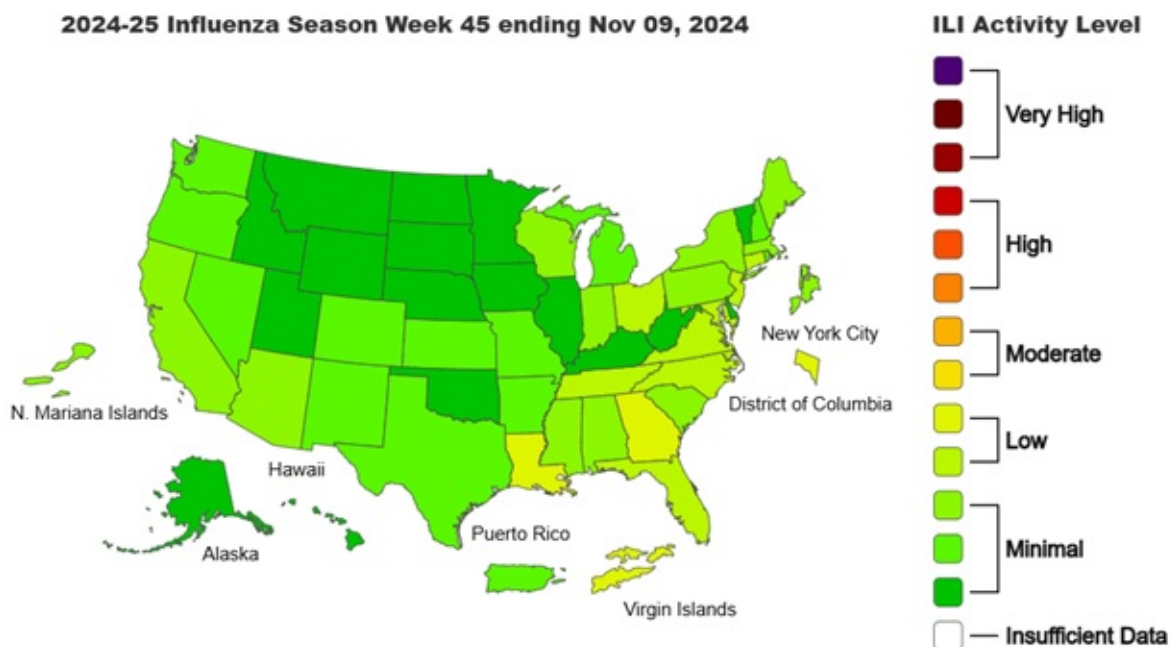 2024-25 Influenza Season Week 45 ending Nov 09, 2024
ILI Activity Level
Very High
High
New York City
Moderate
District of Columbia
N. Mariana Islands
Low
Hawaii
Puerto Rico
Alaska
Minimal
Virgin Islands
Insufficient Data